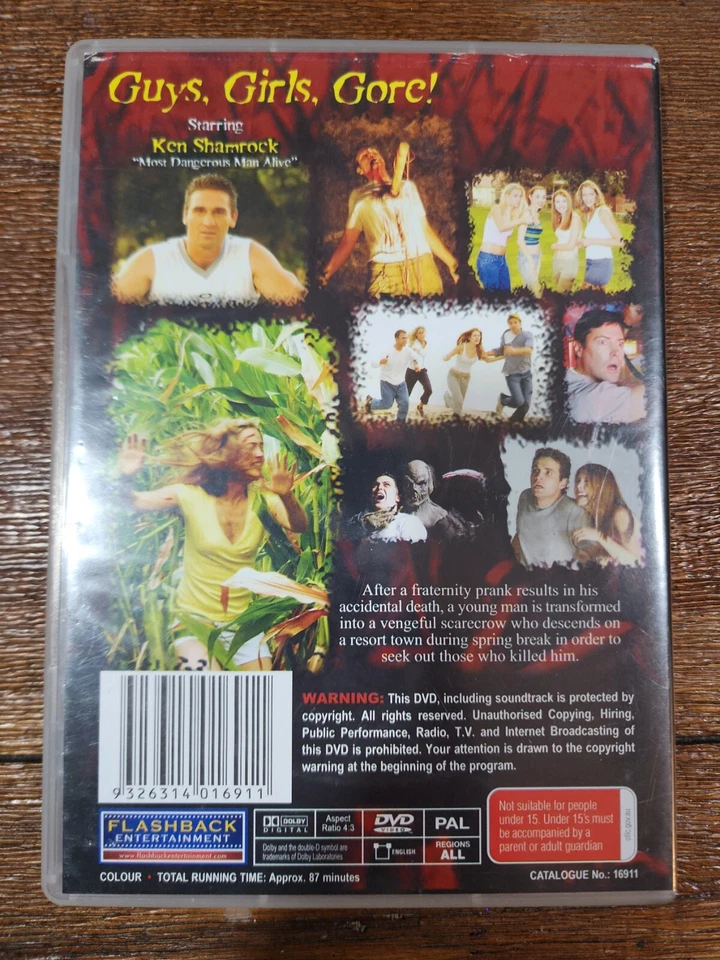 Guys, Girls, Gore!
Starring
Ken Shamrock
"Most Dangerous Man Alive"
After a fraternity prank results in his
accidental death, a young man is transformed
into a vengeful scarecrow who descends on
a resort town during spring break in order to
seek out those who killed him.
WARNING: This DVD, including soundtrack is protected by
copyright. All rights reserved. Unauthorised Copying, Hiring,
Public Performance, Radio, T.V. and Internet Broadcasting of
this DVD is prohibited. Your attention is drawn to the copyright
warning at the beginning of the program.
9 326314 016911
FLASHBACK
ENTERTAINMENT
www.flashbackentertainment.com
DOLBY
DIGITAL
Aspect
Ratio 4:3
DVD
VIDEO
PAL
Dolby and the double-D symbol are
trademarks of Dolby Laboratories
ENGLISH
REGIONS
ALL
Not suitable for people
under 15. Under 15's must
be accompanied by a
parent or adult guardian
COLOUR • TOTAL RUNNING TIME: Approx. 87 minutes
CATALOGUE No.: 16911